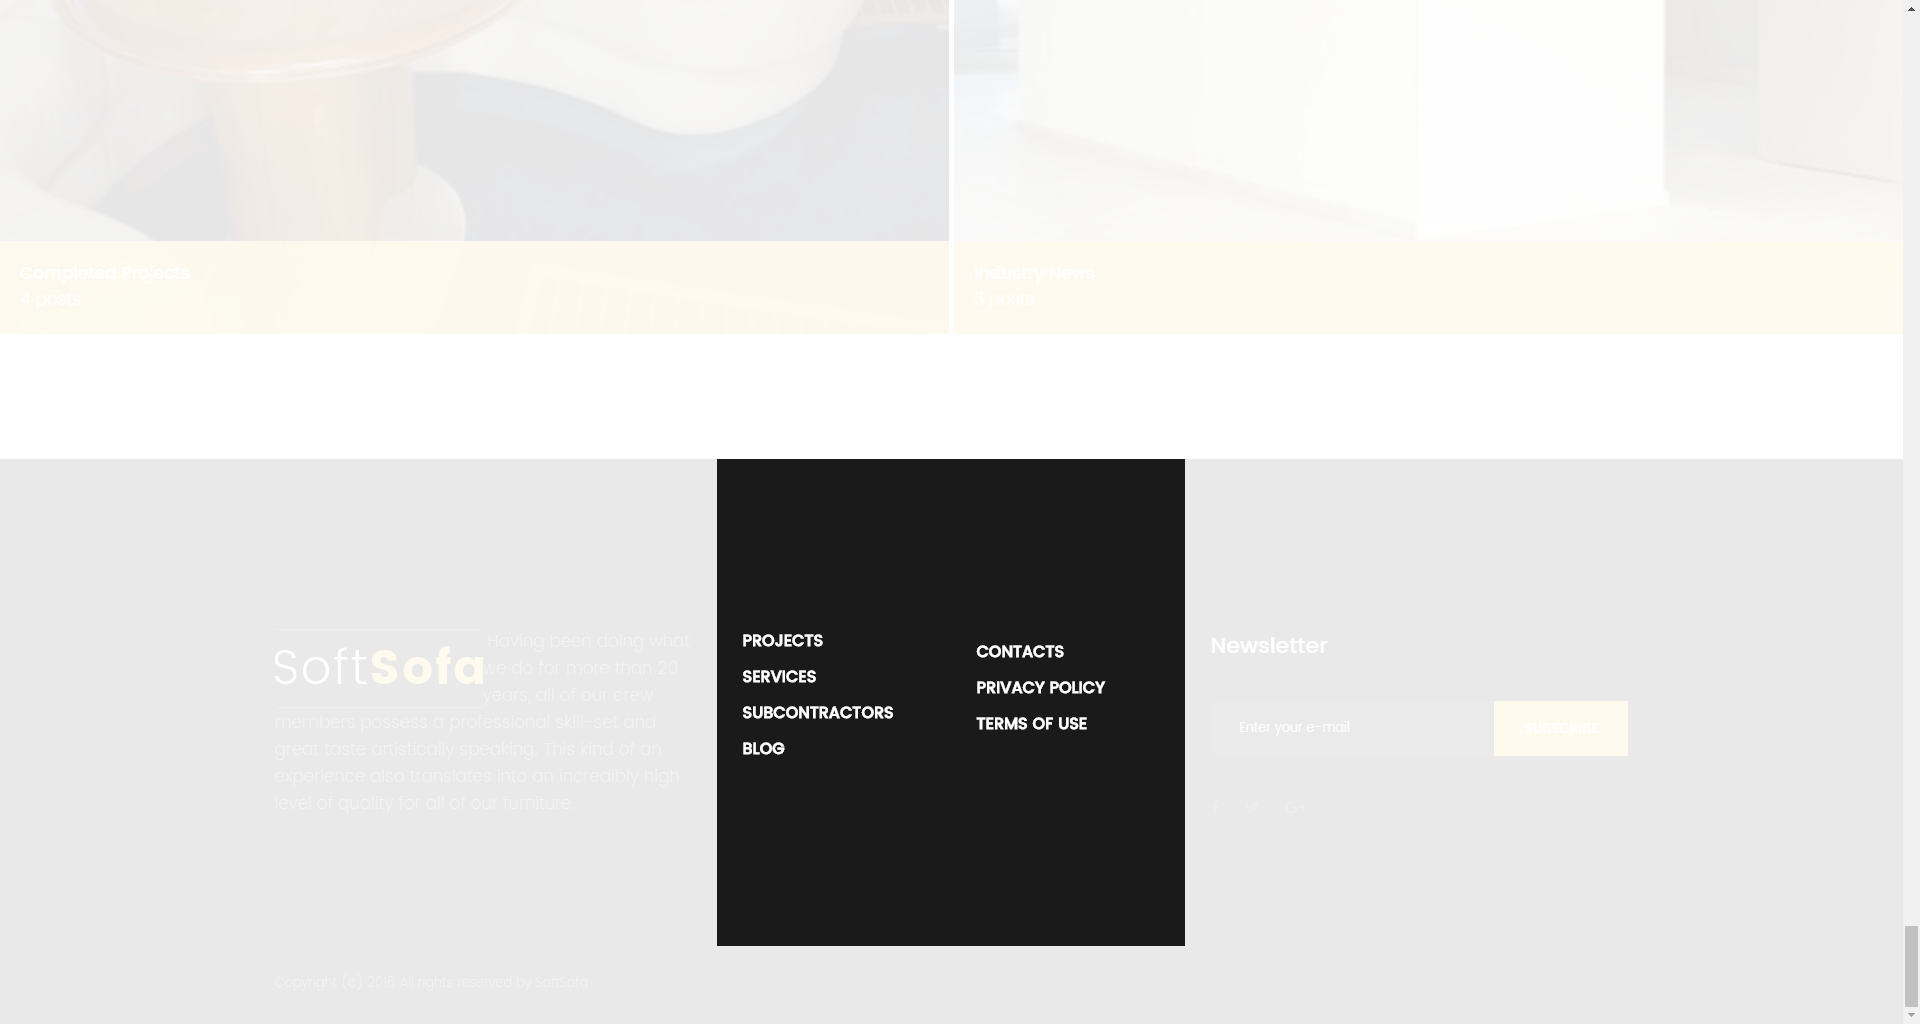 Completed Projects
4 posts
Industry News
3 posts
SoftSofa
Having been doing what
we do for more than 20
years, all of our crew
members possess a professional skill-set and
great taste artistically speaking. This kind of an
experience also translates into an incredibly high
level of quality for all of our furniture.
PROJECTS
SERVICES
SUBCONTRACTORS
BLOG
CONTACTS
PRIVACY POLICY
TERMS OF USE
Newsletter
Enter your e-mail
SUBSCRIBE
Copyright (c) 2016 All rights reserved by SoftSofa